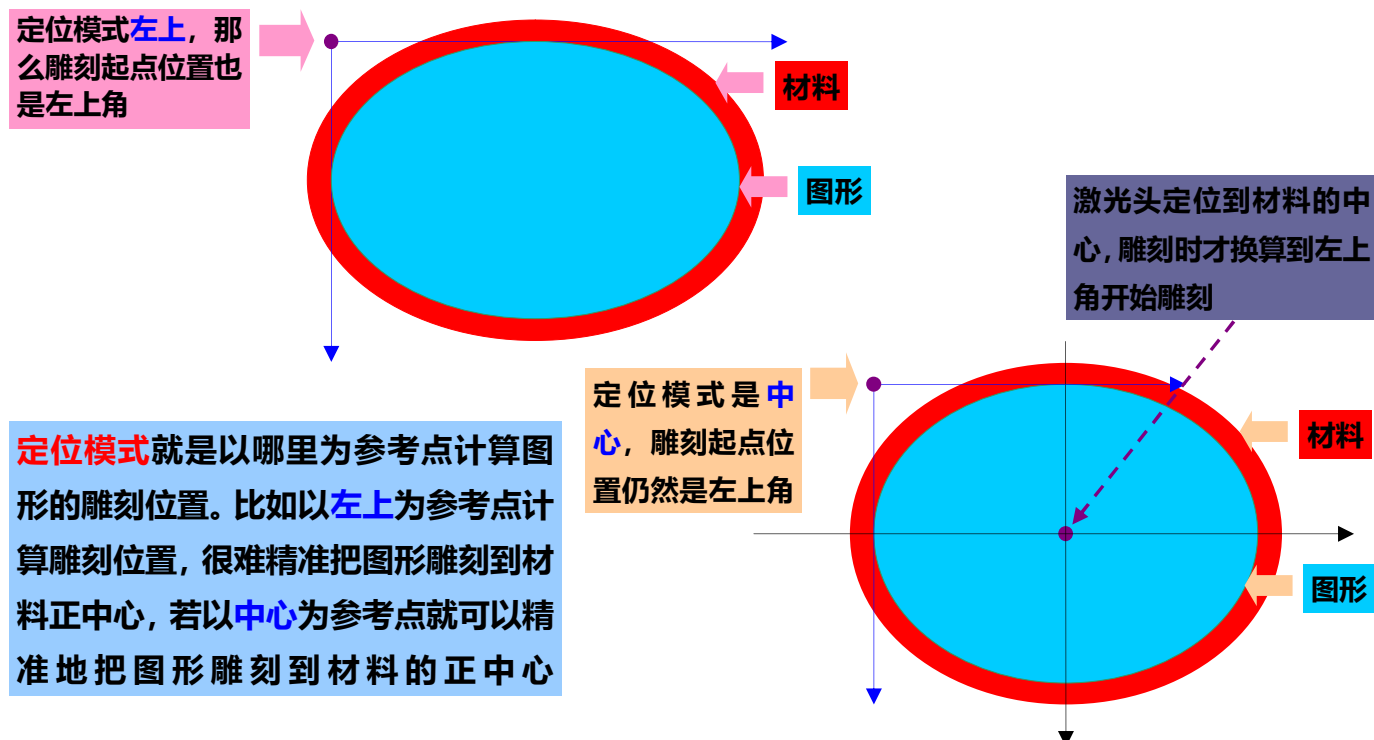 定位模式左上，那
么雕刻起点位置也
是左上角
材料
图形
激光头定位到材料的中
心，雕刻时才换算到左上
角开始雕刻
定位模式是中
心，雕刻起点位
置仍然是左上角
材料
图形
定位模式就是以哪里为参考点计算图
形的雕刻位置。比如以左上为参考点计
算雕刻位置，很难精准把图形雕刻到材
料正中心，若以中心为参考点就可以精
准地把图形雕刻到材料的正中心